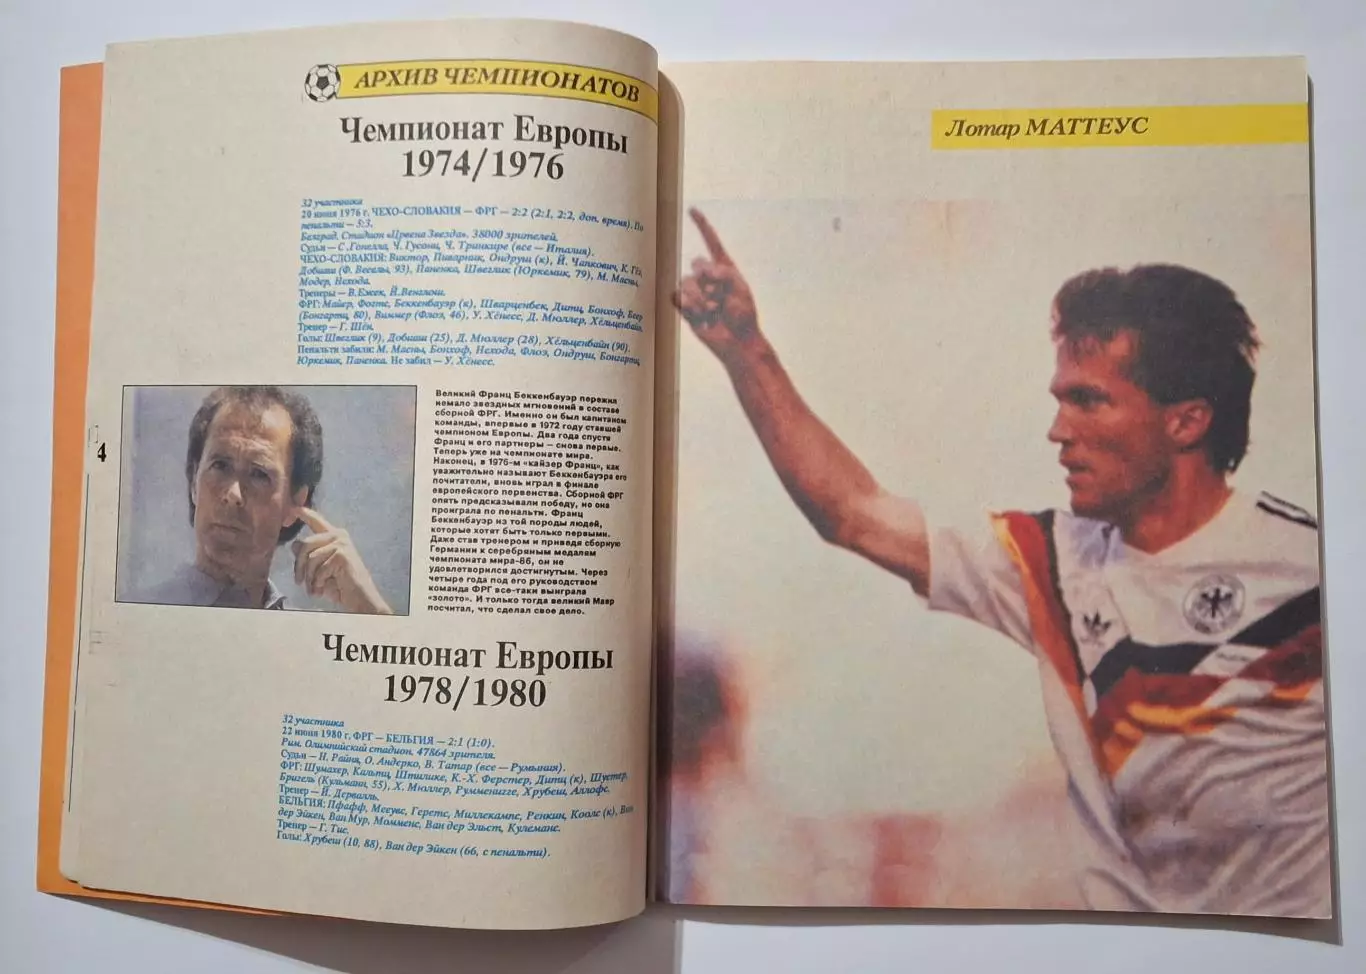 АРХИВ ЧЕМПИОНАТОВ
Чемпионат Европы
1974/1976
32 участника
20 июня 1976 г. ЧЕХО-СЛОВАКИЯ — ФРГ — 2:2 (2:1, 2:2, доп. время). По
пенальти — 5:3.
Белград. Стадион «Црвена Звезда». 38000 зрителей.
Судьи — С. Гонелла, Ч. Гусони, Ч. Тринкире (все — Италия).
ЧЕХО-СЛОВАКИЯ: Виктор, Пиварник, Ондруш (к), Й. Чапкович, К. Гёг,
Добиаш (Ф. Веселы, 93), Паненка, Швеглик (Юркемик, 79), М. Масны,
Модер, Негода.
Тренеры — В. Ежек, Й. Венглош.
ФРГ: Майер, Фогтс, Беккенбауэр (к), Шварценбек, Дитц, Бонхоф, Беер
(Бонгартц, 80), Виммер (Флоэ, 46), У. Хёнесс, Д. Мюллер, Хёльценбайн.
Тренер — Г. Шён.
Голы: Швеглик (9), Добиаш (25), Д. Мюллер (28), Хёльценбайн (90).
Пенальти забили: М. Масны, Бонхоф, Негода, Флоэ, Ондруш, Бонгартц,
Юркемик, Паненка. Не забил — У. Хёнесс.
Великий Франц Беккенбауэр пережил
немало звездных мгновений в составе
сборной ФРГ. Именно он был капитаном
команды, впервые в 1972 году ставшей
чемпионом Европы. Два года спустя
Франц и его партнеры — снова первые.
Теперь уже на чемпионате мира.
Наконец, в 1976-м «кайзер Франц», как
уважительно называют Беккенбауэра его
почитатели, вновь играл в финале
европейского первенства. Сборной ФРГ
опять предсказывали победу, но она
проиграла по пенальти. Франц
Беккенбауэр из той породы людей,
которые хотят быть только первыми.
Даже став тренером и приведя сборную
Германии к серебряным медалям
чемпионата мира-86, он не
удовлетворился достигнутым. Через
четыре года под его руководством
команда ФРГ все-таки выиграла
«золото». И только тогда великий Мавр
посчитал, что сделал свое дело.
4
Чемпионат Европы
1978/1980
32 участника
22 июня 1980 г. ФРГ — БЕЛЬГИЯ — 2:1 (1:0).
Рим. Олимпийский стадион. 47864 зрителя.
Судьи — Н. Райня, О. Андерко, В. Татар (все — Румыния).
ФРГ: Шумахер, Кальтц, Штилике, К.-Х. Ферстер, Дитц (к), Шустер,
Бригель (Кульманн, 55), Х. Мюллер, Румменигге, Хрубеш, Аллофс.
Тренер — Й. Дерваль.
БЕЛЬГИЯ: Пфафф, Меєувс, Геретс, Миллекампс, Ренкин, Коолс (к), Ван
дер Эйкен, Ван Мур, Момменс, Ван дер Эльст, Кулеманс.
Тренер — Г. Тис.
Голы: Хрубеш (10, 88), Ван дер Эйкен (66, с пенальти).
Лотар МАТТЕУС